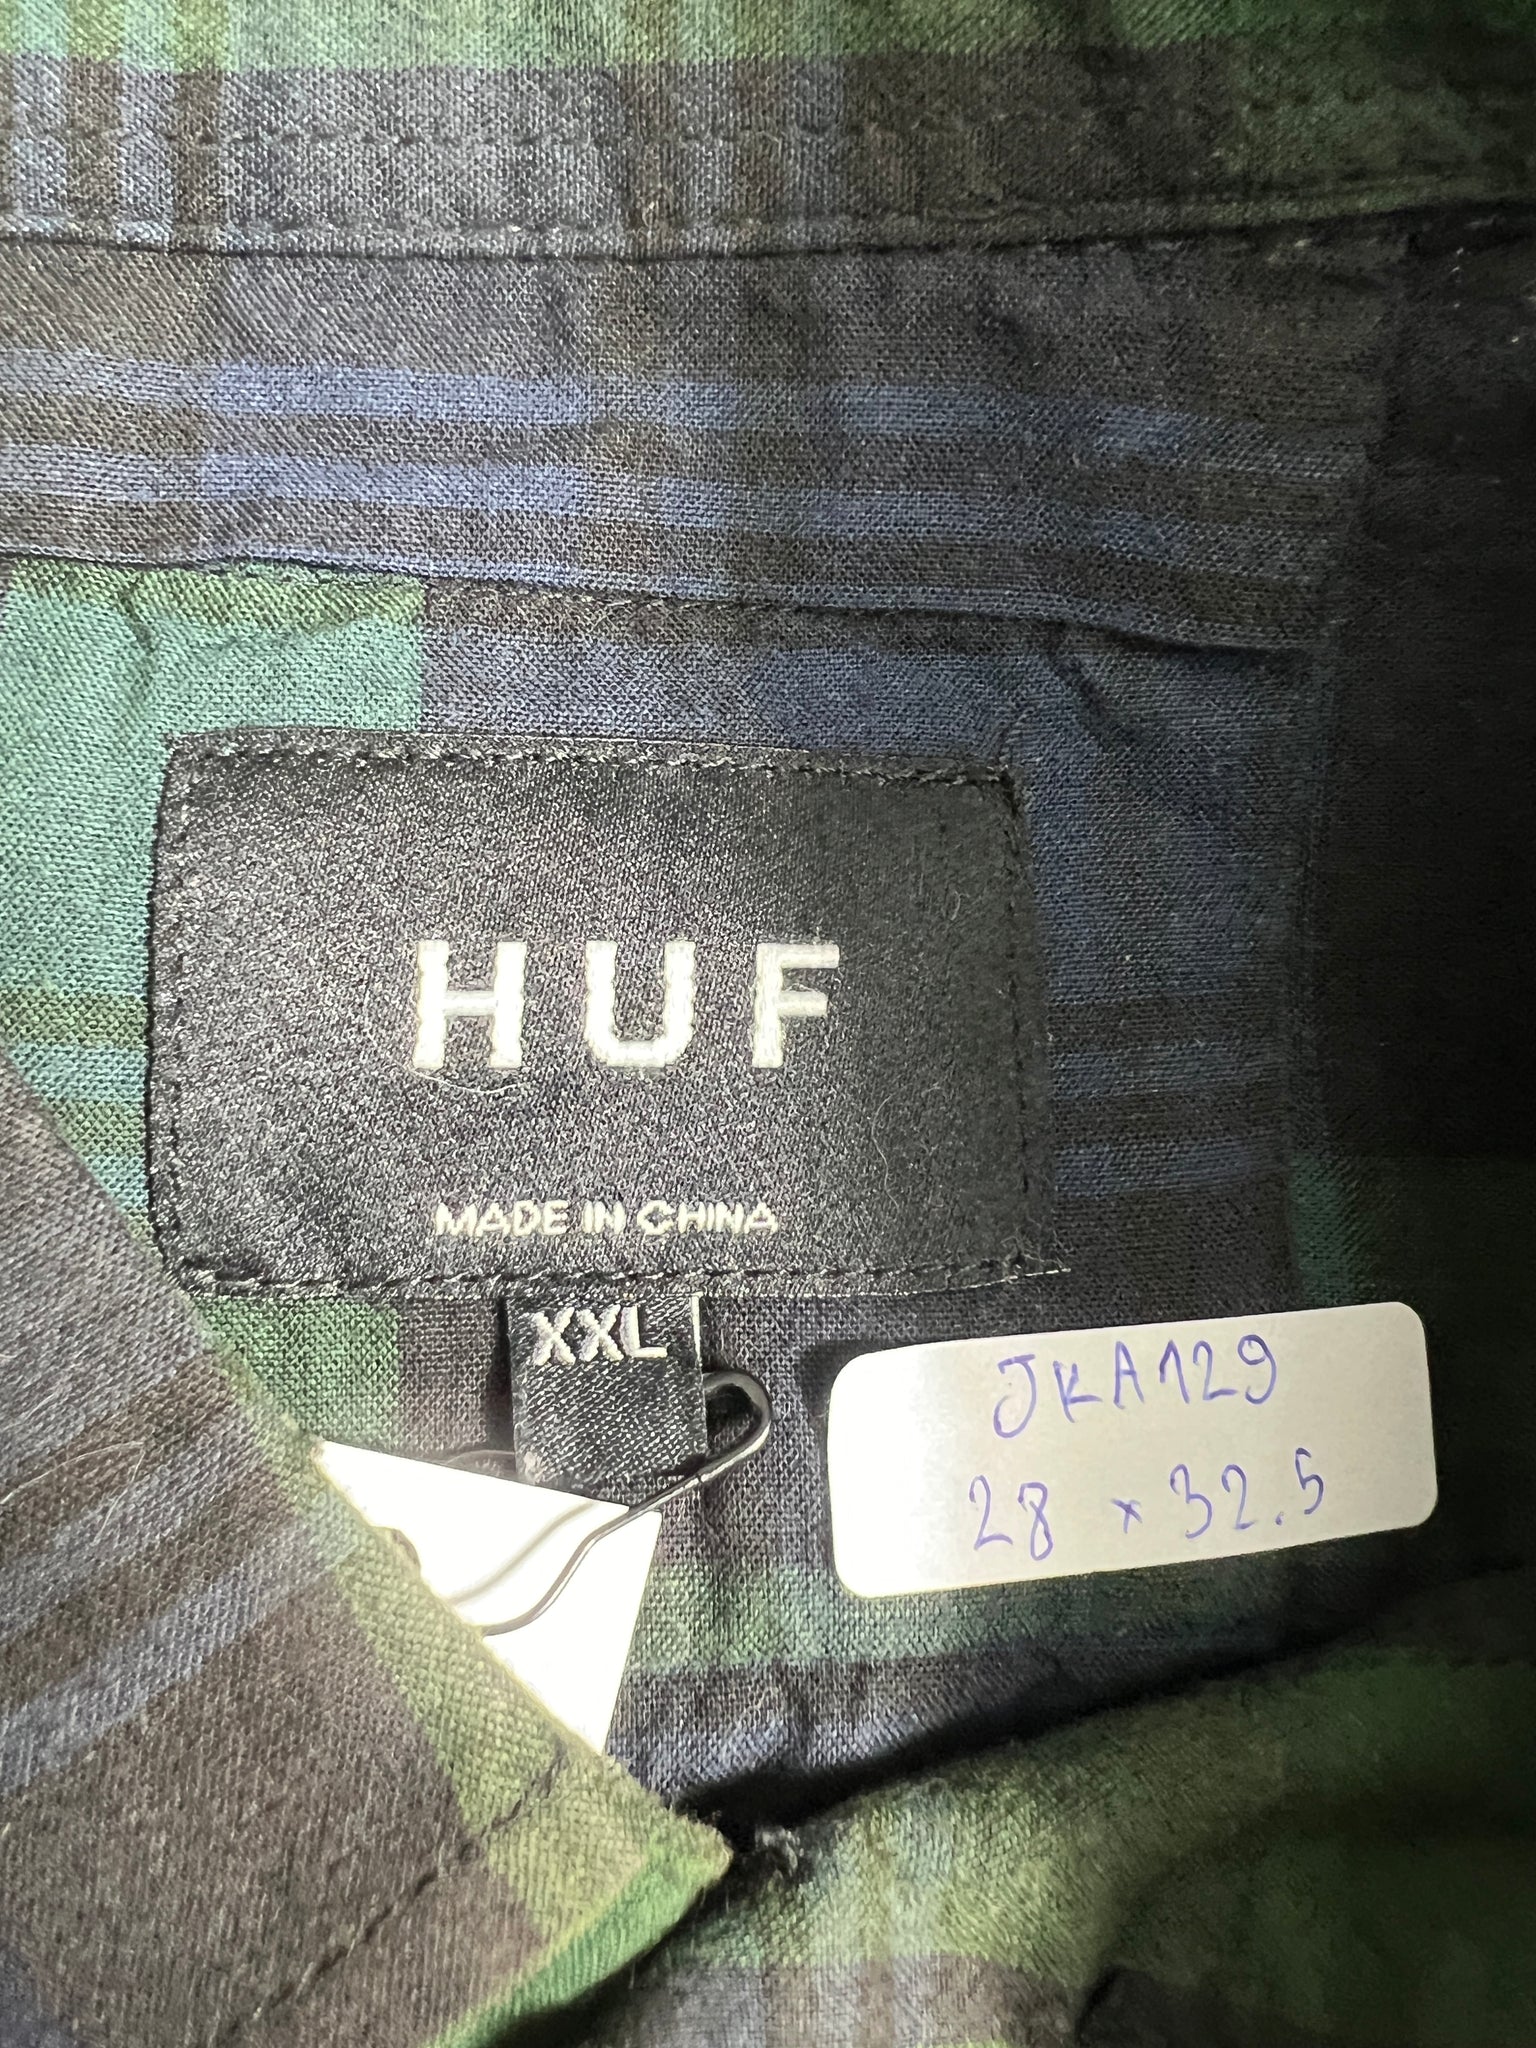 HUF
MADE IN CHINA
XXL
JKA129
28 × 32.5